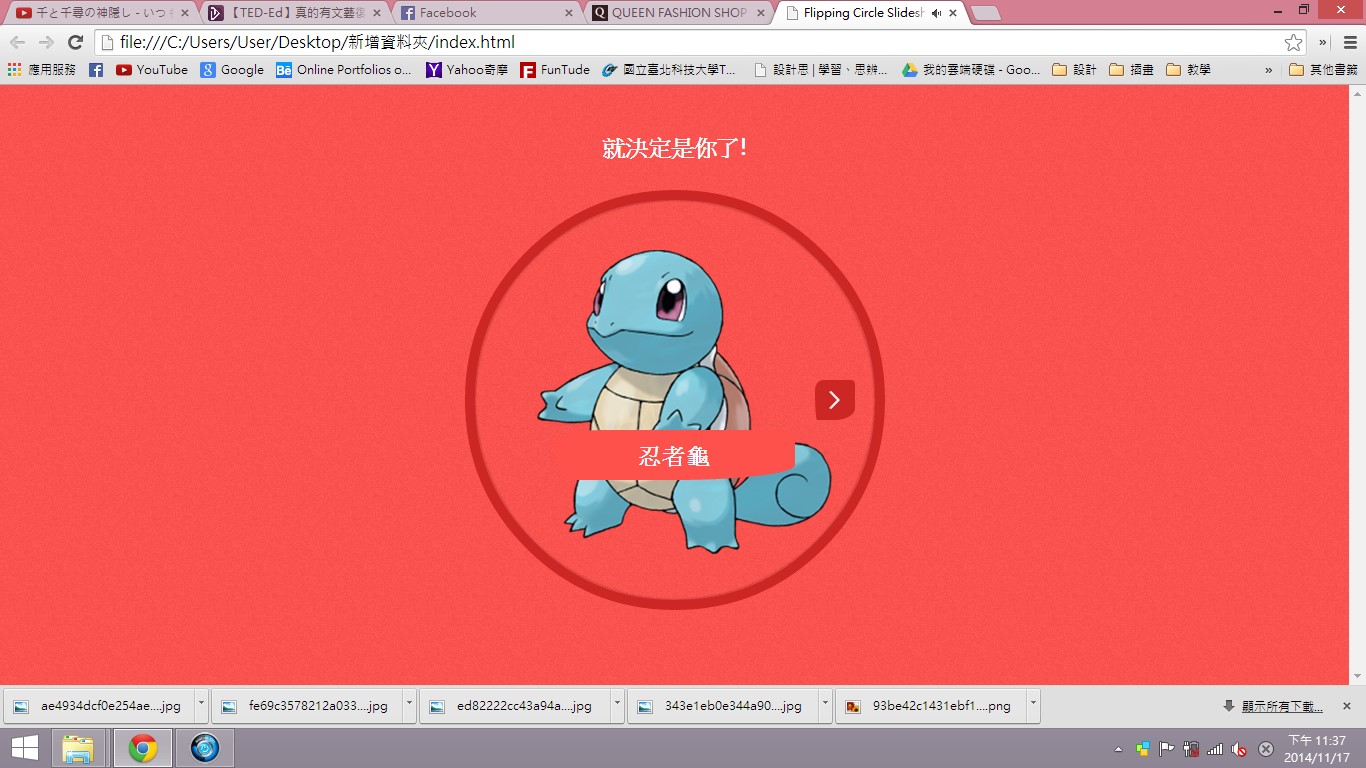 千と千尋の神隠し - いつも
【TED-Ed】真的有文藝復
Facebook
QUEEN FASHION SHOP
Flipping Circle Slidesh
file:///C:/Users/User/Desktop/新增資料夾/index.html
應用服務
YouTube
Google
Bē Online Portfolios o...
Yahoo奇摩
FunTude
國立臺北科技大學T...
設計思 | 學習、思辨...
我的雲端硬碟 - Goo...
設計
插畫
教學
»
其他書籤
就決定是你了!
忍者龜
ae4934dcf0e254ae....jpg
fe69c3578212a033....jpg
ed82222cc43a94a....jpg
343e1eb0e344a90....jpg
93be42c1431ebf1....png
顯示所有下載...
下午 11:37
2014/11/17